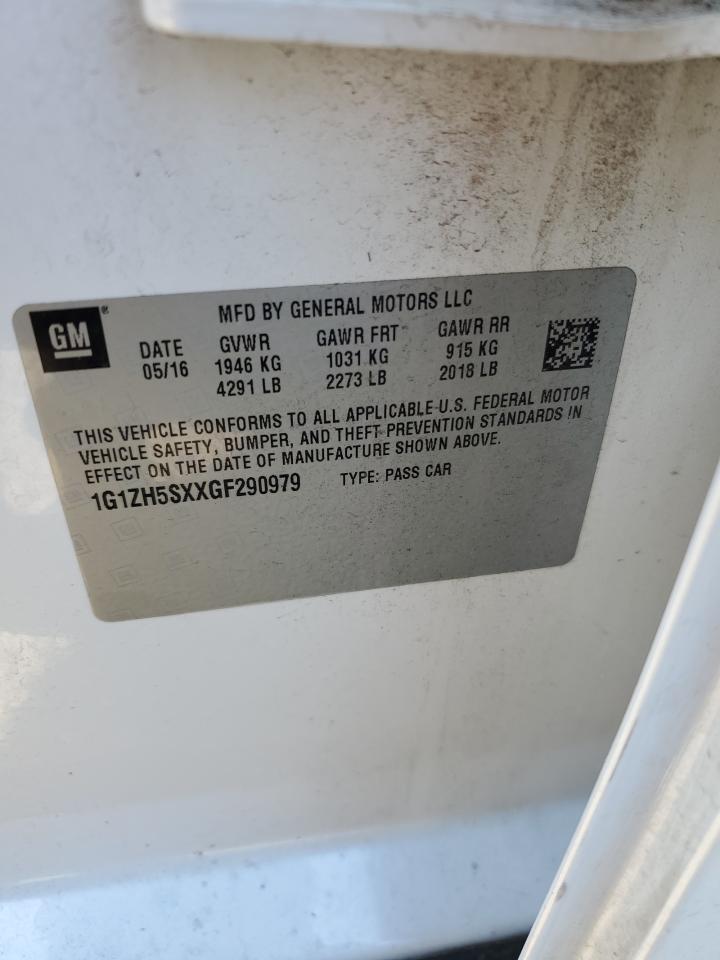 GM®
MFD BY GENERAL MOTORS LLC
DATE GVWR GAWR FRT GAWR RR
05/16 1946 KG 1031 KG 915 KG
4291 LB 2273 LB 2018 LB
THIS VEHICLE CONFORMS TO ALL APPLICABLE U.S. FEDERAL MOTOR
VEHICLE SAFETY, BUMPER, AND THEFT PREVENTION STANDARDS IN
EFFECT ON THE DATE OF MANUFACTURE SHOWN ABOVE.
1G1ZH5SXXGF290979 TYPE: PASS CAR